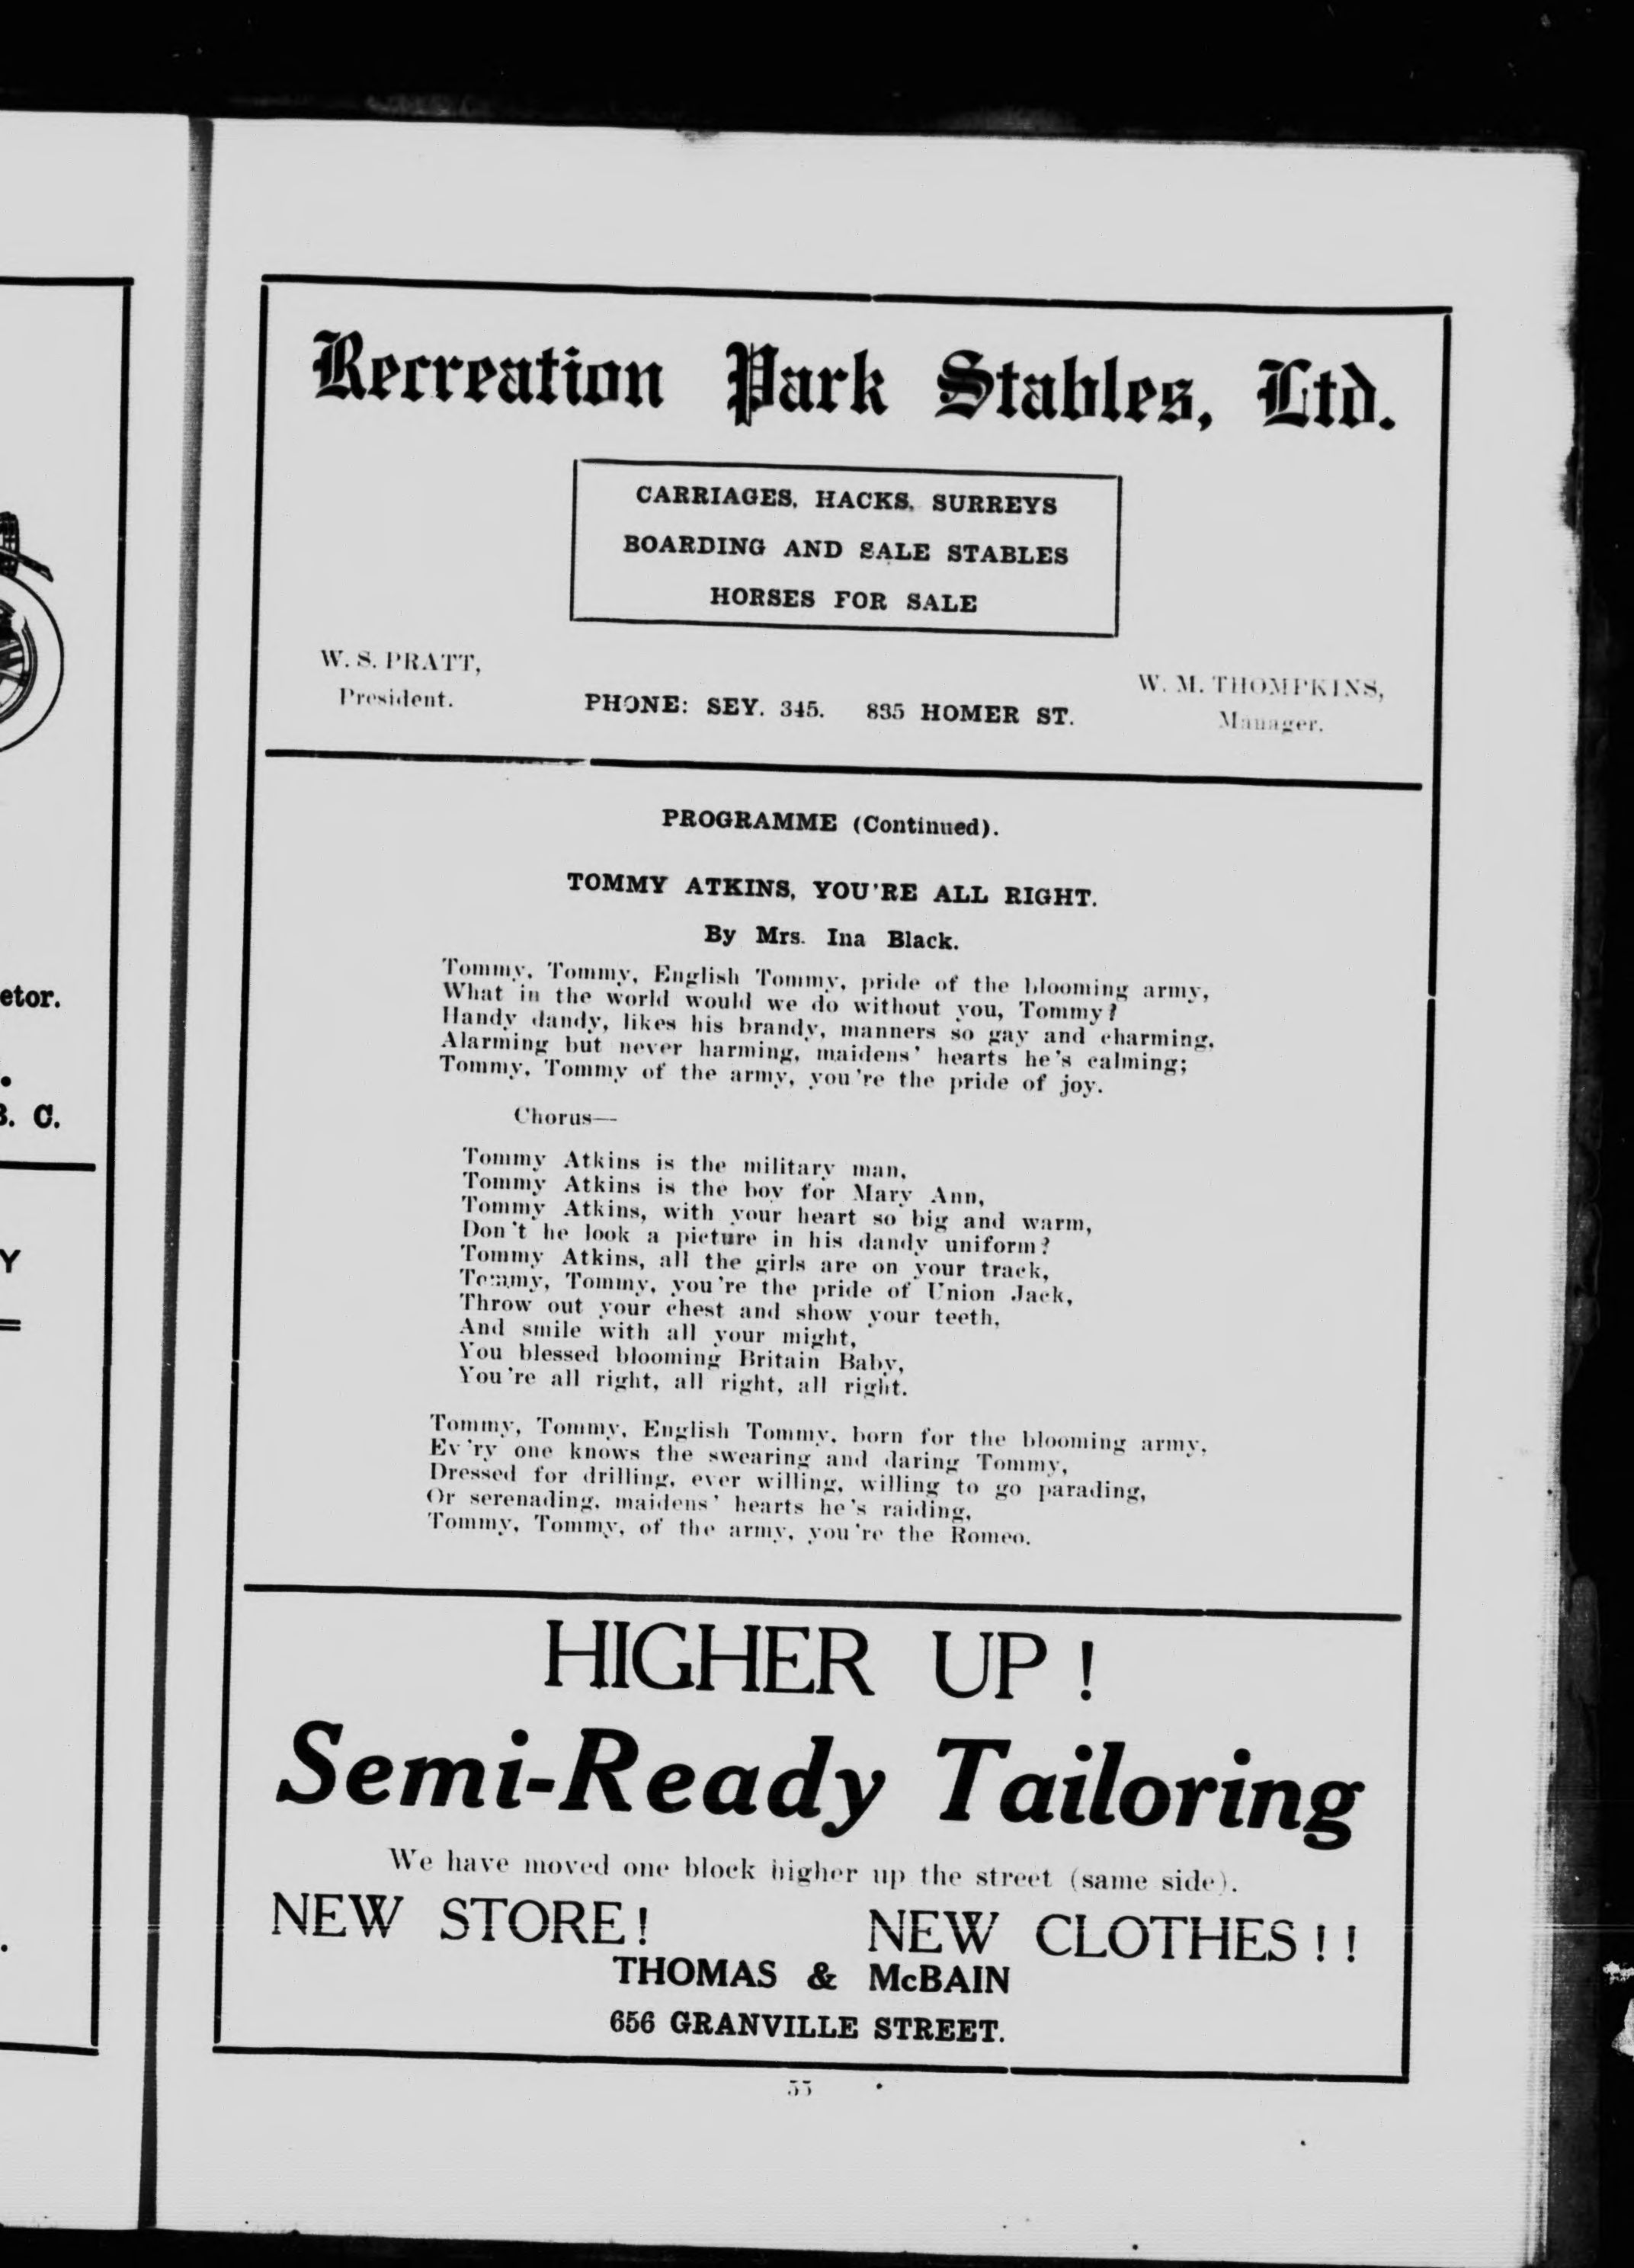 etor.
B. C.
Y
Recreation Park Stables, Ltd.
CARRIAGES, HACKS, SURREYS
BOARDING AND SALE STABLES
HORSES FOR SALE
W. S. PRATT,
President.
PHONE: SEY. 345. 835 HOMER ST.
W. M. THOMPKINS,
Manager.
PROGRAMME (Continued).
TOMMY ATKINS, YOU'RE ALL RIGHT.
By Mrs. Ina Black.
Tommy, Tommy, English Tommy, pride of the blooming army,
What in the world would we do without you, Tommy?
Handy dandy, likes his brandy, manners so gay and charming,
Alarming but never harming, maidens' hearts he's calming;
Tommy, Tommy of the army, you're the pride of joy.
Chorus—
Tommy Atkins is the military man,
Tommy Atkins is the boy for Mary Ann,
Tommy Atkins, with your heart so big and warm,
Don't he look a picture in his dandy uniform?
Tommy Atkins, all the girls are on your track,
Tommy, Tommy, you're the pride of Union Jack,
Throw out your chest and show your teeth,
And smile with all your might,
You blessed blooming Britain Baby,
You're all right, all right, all right.
Tommy, Tommy, English Tommy, born for the blooming army,
Ev'ry one knows the swearing and daring Tommy,
Dressed for drilling, ever willing, willing to go parading,
Or serenading, maidens' hearts he's raiding,
Tommy, Tommy, of the army, you're the Romeo.
HIGHER UP!
Semi-Ready Tailoring
We have moved one block higher up the street (same side).
NEW STORE! NEW CLOTHES!!
THOMAS & McBAIN
656 GRANVILLE STREET.
55